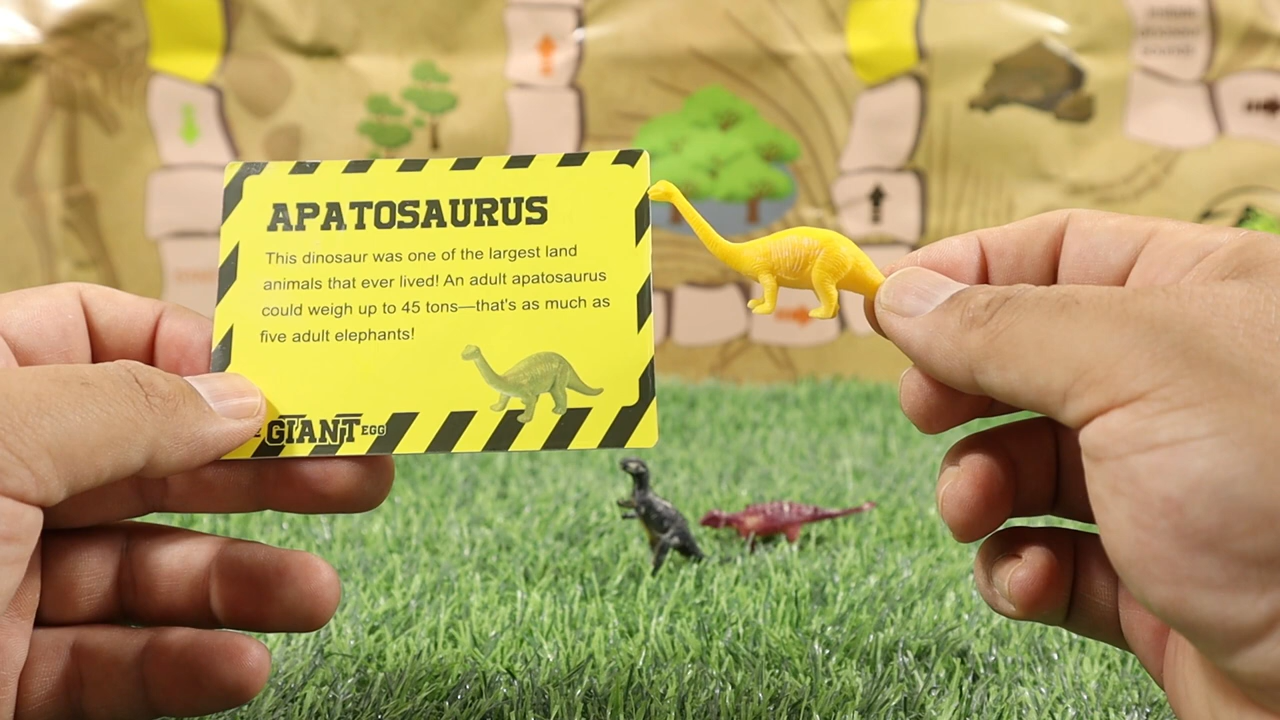 APATOSAURUS
This dinosaur was one of the largest land
animals that ever lived! An adult apatosaurus
could weigh up to 45 tons—that's as much as
five adult elephants!
GIANT EGG